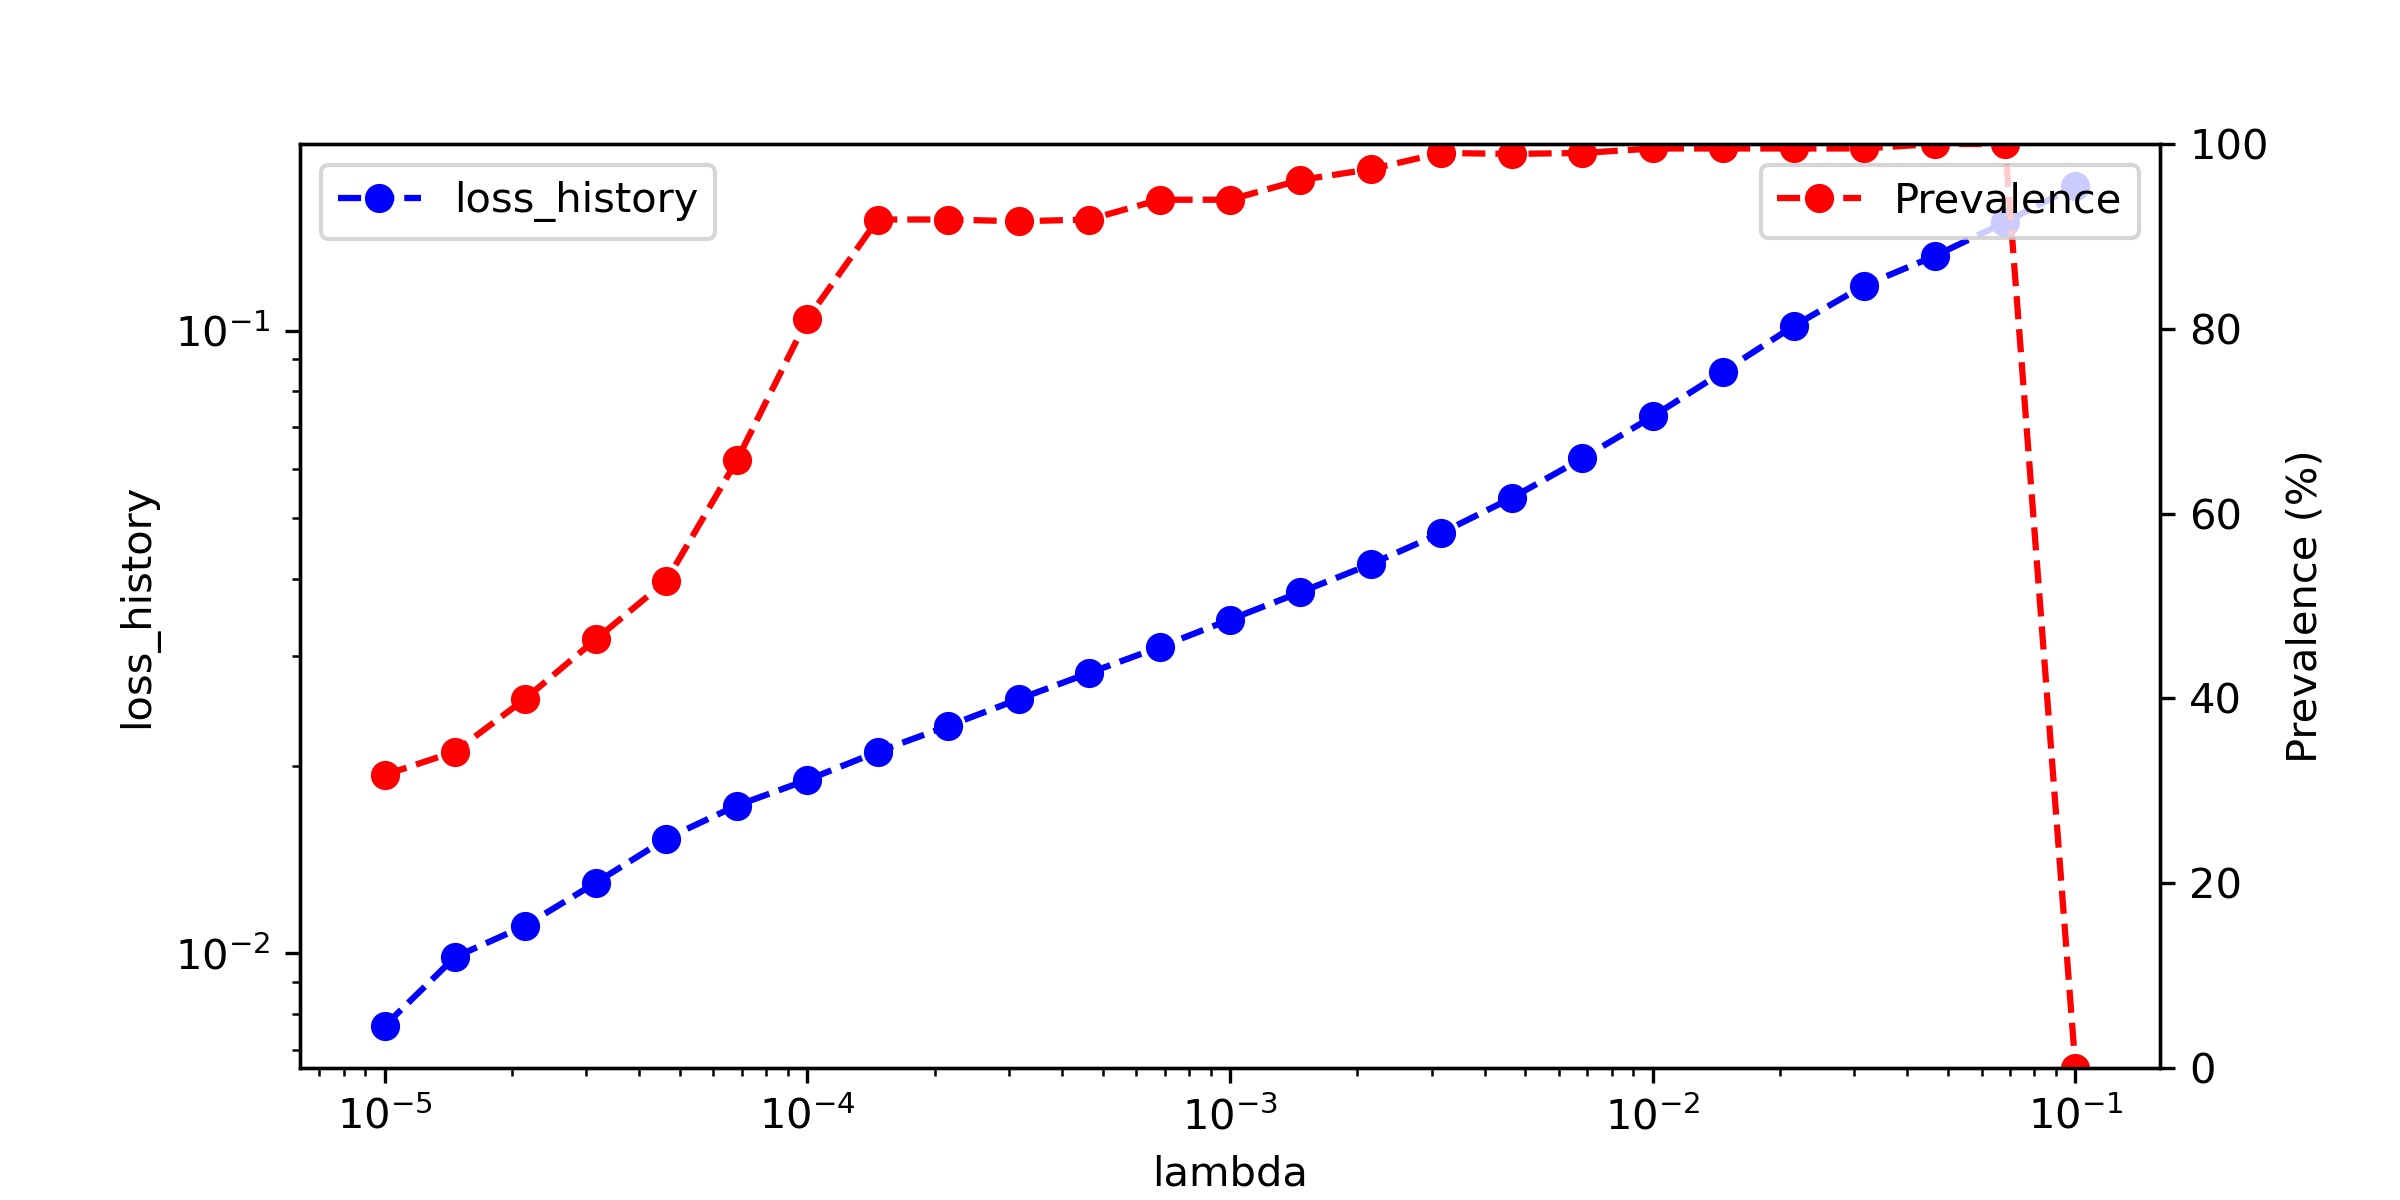 loss_history
Prevalence
10⁻¹
10⁻²
loss_history
100
80
60
40
20
0
Prevalence (%)
10⁻⁵
10⁻⁴
10⁻³
10⁻²
10⁻¹
lambda